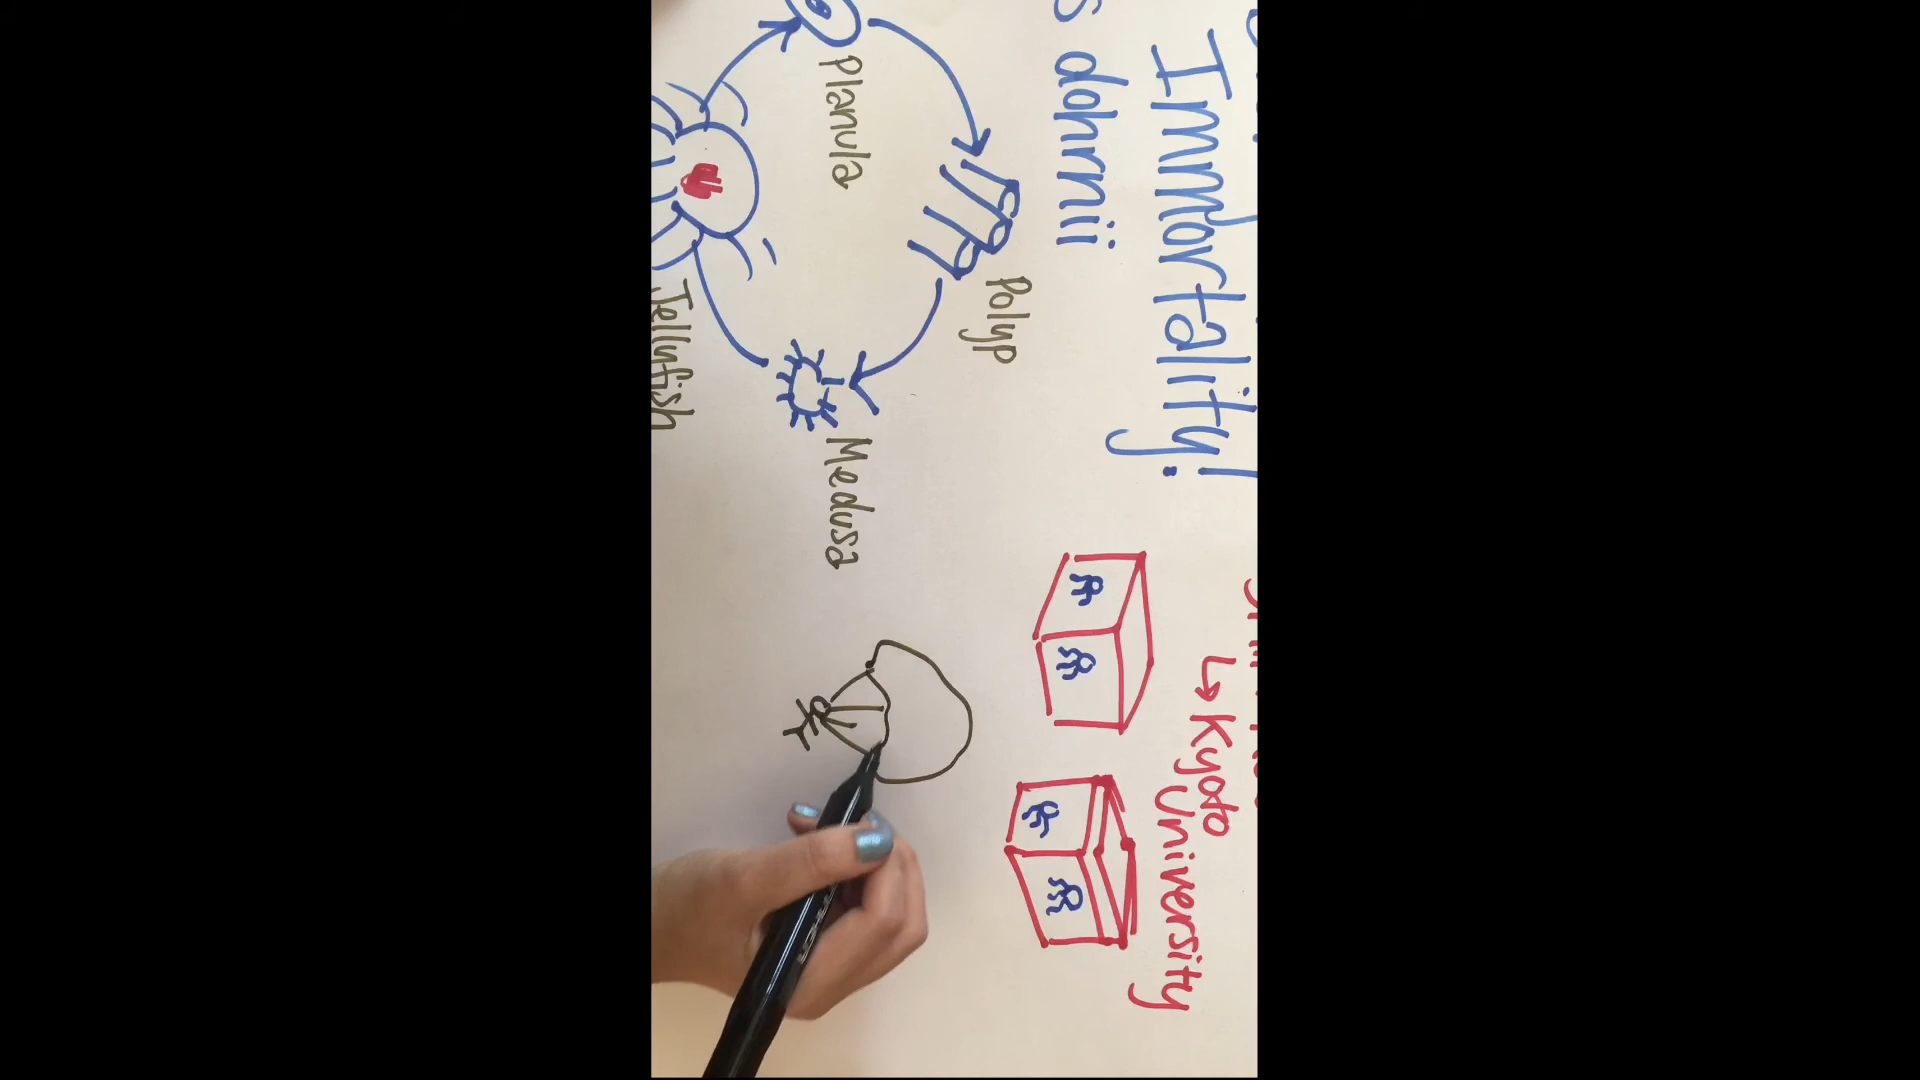 Immortality!
s dohrnii
Planula
Polyp
Medusa
Jellyfish
↳ Kyoto
University